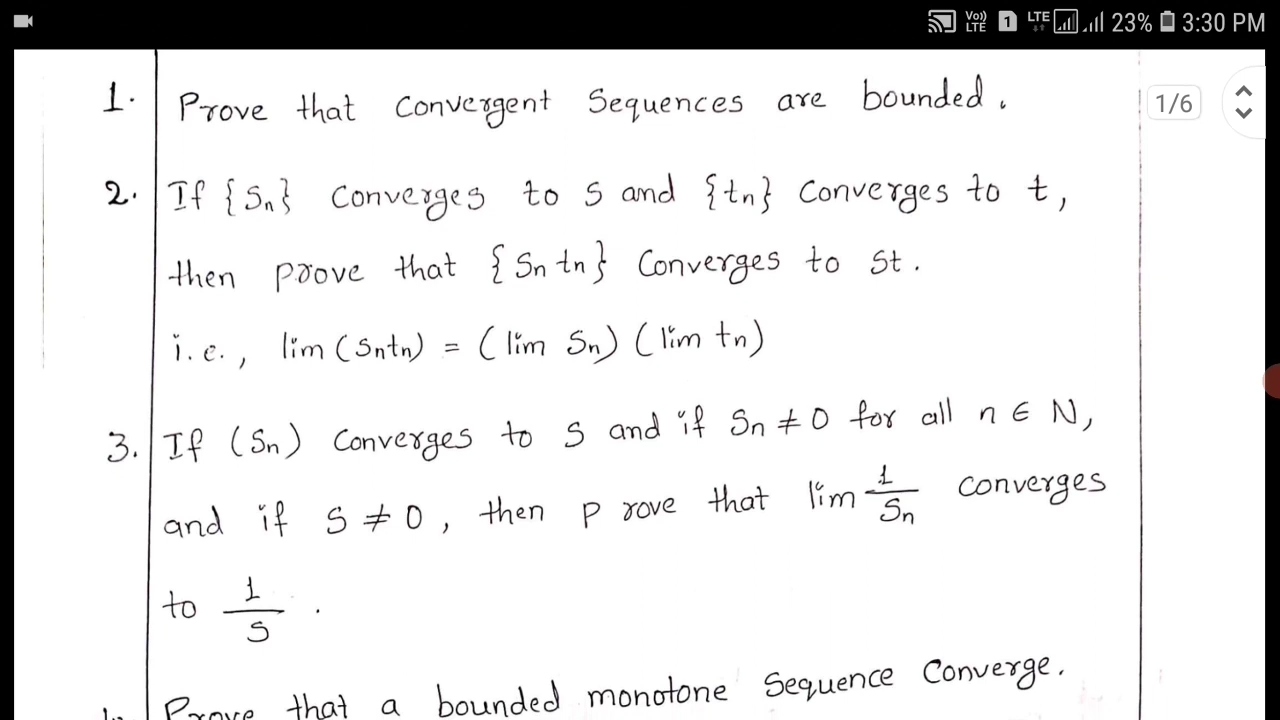 Vo)) LTE 1 LTE 23% 3:30 PM
1/6
1. Prove that convergent Sequences are bounded.
2. If {Sn} converges to S and {tn} converges to t,
then prove that {Sn tn} converges to st.
i.e., lim (Sntn) = (lim Sn) (lim tn)
3. If (Sn) converges to S and if Sn ≠ 0 for all n ∈ N,
and if S ≠ 0, then p rove that lim 1/Sn converges
to 1/S .
Prove that a bounded monotone Sequence Converge.